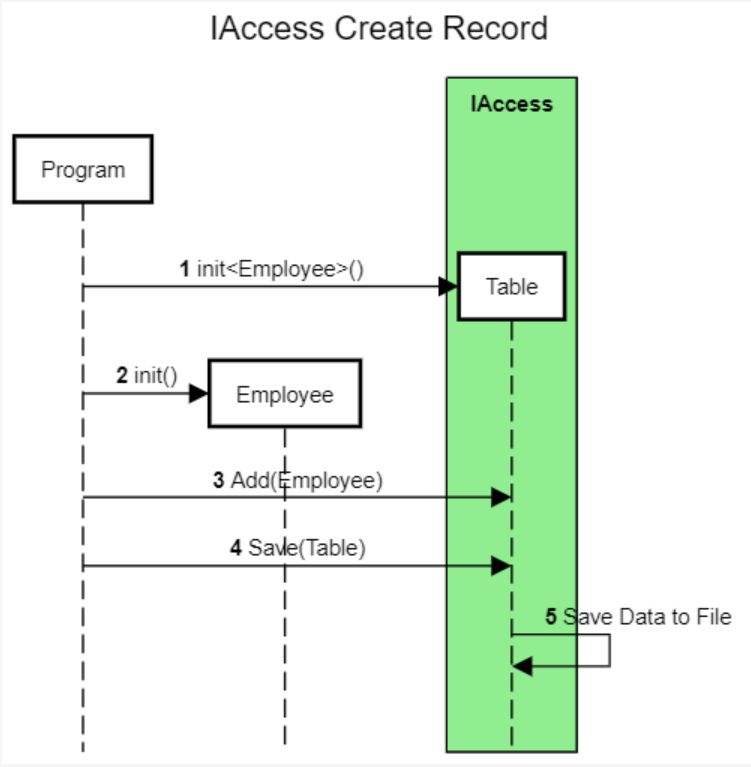 IAccess Create Record
IAccess
Program
1 init<Employee>()
Table
2 init()
Employee
3 Add(Employee)
4 Save(Table)
5 Save Data to File